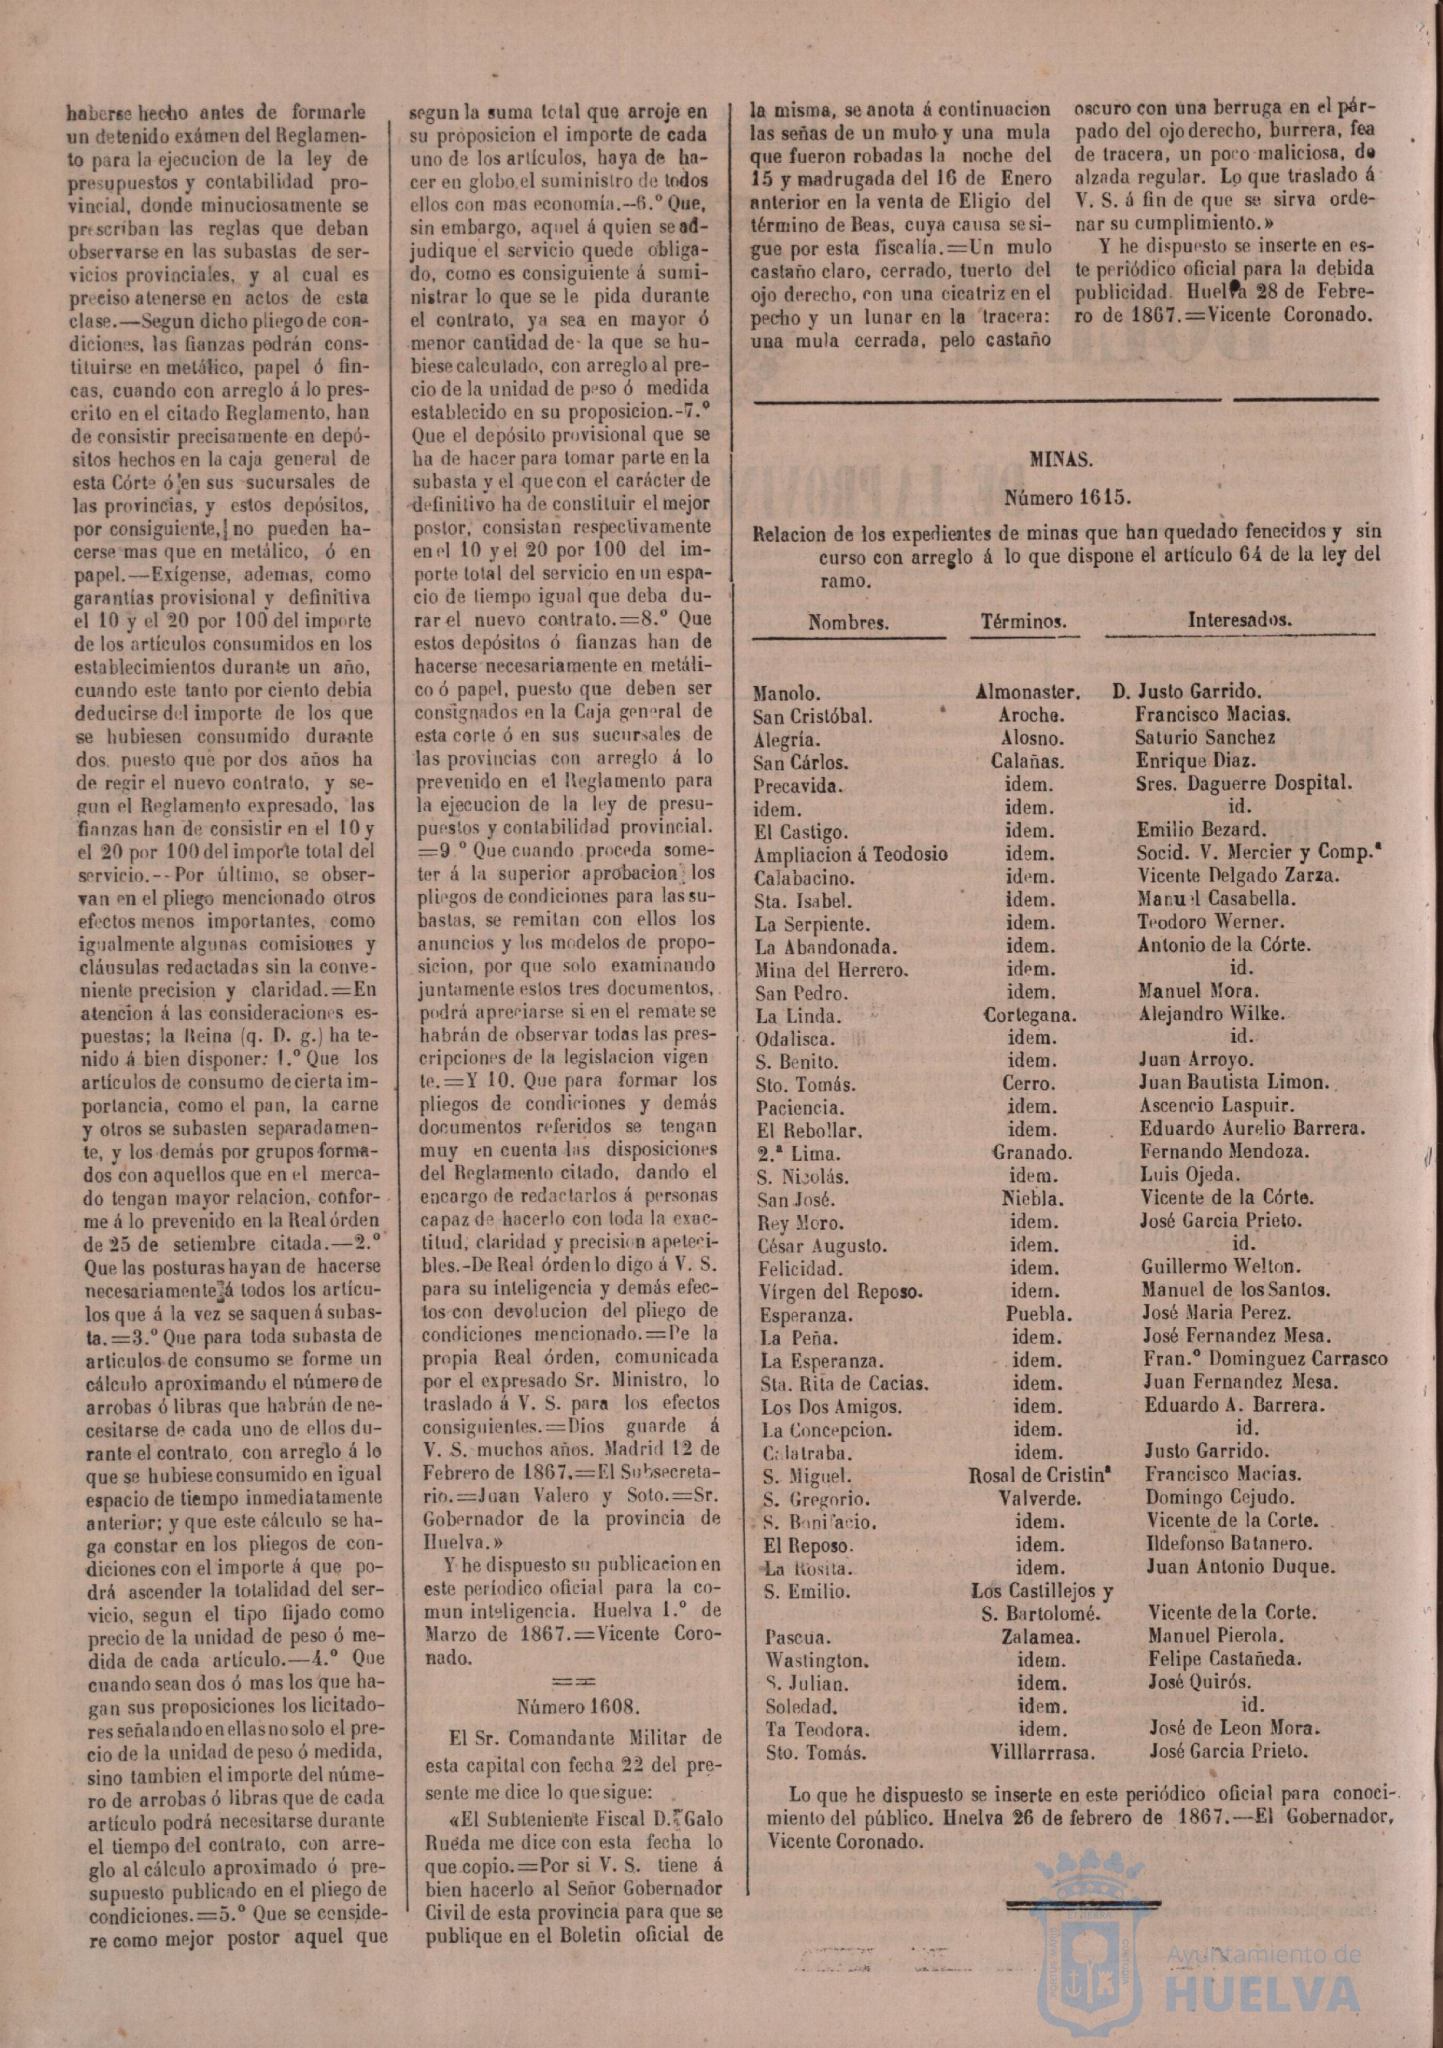 haberse hecho antes de formarle
un detenido exámen del Reglamen-
to para la ejecucion de la ley de
presupuestos y contabilidad pro-
vincial, donde minuciosamente se
prescriban las reglas que deban
observarse en las subastas de ser-
vicios provinciales, y al cual es
preciso atenerse en actos de esta
clase.—Segun dicho pliego de con-
diciones, las fianzas podrán cons-
tituirse en metálico, papel ó fin-
cas, cuando con arreglo á lo pres-
crito en el citado Reglamento, han
de consistir precisamente en depó-
sitos hechos en la caja general de
esta Córte ó en sus sucursales de
las provincias, y estos depósitos,
por consiguiente, no pueden ha-
cerse mas que en metálico, ó en
papel.—Exígense, ademas, como
garantías provisional y definitiva
el 10 y el 20 por 100 del importe
de los artículos consumidos en los
establecimientos durante un año,
cuando este tanto por ciento debia
deducirse del importe de los que
se hubiesen consumido durante
dos, puesto que por dos años ha
de regir el nuevo contrato, y se-
gun el Reglamento expresado, las
fianzas han de consistir en el 10 y
el 20 por 100 del importe total del
servicio.--Por último, se obser-
van en el pliego mencionado otros
efectos menos importantes, como
igualmente algunas comisiones y
cláusulas redactadas sin la conve-
niente precision y claridad.=En
atencion á las consideraciones es-
puestas; la Reina (q. D. g.) ha te-
nido á bien disponer: 1.º Que los
artículos de consumo de cierta im-
portancia, como el pan, la carne
y otros se subasten separadamen-
te, y los demás por grupos forma-
dos con aquellos que en el merca-
do tengan mayor relacion, confor-
me á lo prevenido en la Real órden
de 25 de setiembre citada.—2.º
Que las posturas hayan de hacerse
necesariamente á todos los artícu-
los que á la vez se saquen á subas-
ta.=3.º Que para toda subasta de
articulos de consumo se forme un
cálculo aproximando el número de
arrobas ó libras que habrán de ne-
cesitarse de cada uno de ellos du-
rante el contrato, con arreglo á lo
que se hubiese consumido en igual
espacio de tiempo inmediatamente
anterior; y que este cálculo se ha-
ga constar en los pliegos de con-
diciones con el importe á que po-
drá ascender la totalidad del ser-
vicio, segun el tipo fijado como
precio de la unidad de peso ó me-
dida de cada artículo.—4.º Que
cuando sean dos ó mas los que ha-
gan sus proposiciones los licitado-
res señalando en ellas no solo el pre-
cio de la unidad de peso ó medida,
sino tambien el importe del núme-
ro de arrobas ó libras que de cada
artículo podrá necesitarse durante
el tiempo del contrato, con arre-
glo al cálculo aproximado ó pre-
supuesto publicado en el pliego de
condiciones.=5.º Que se conside-
re como mejor postor aquel que
segun la suma total que arroje en
su proposicion el importe de cada
uno de los artículos, haya de ha-
cer en globo el suministro de todos
ellos con mas economía.--6.º Que,
sin embargo, aquel á quien se ad-
judique el servicio quede obliga-
do, como es consiguiente á sumi-
nistrar lo que se le pida durante
el contrato, ya sea en mayor ó
menor cantidad de la que se hu-
biese calculado, con arreglo al pre-
cio de la unidad de peso ó medida
establecido en su proposicion.-7.º
Que el depósito provisional que se
ha de hacer para tomar parte en la
subasta y el que con el carácter de
definitivo ha de constituir el mejor
postor, consistan respectivamente
en el 10 y el 20 por 100 del im-
porte total del servicio en un espa-
cio de tiempo igual que deba du-
rar el nuevo contrato.=8.º Que
estos depósitos ó fianzas han de
hacerse necesariamente en metáli-
co ó papel, puesto que deben ser
consignados en la Caja general de
esta corte ó en sus sucursales de
las provincias con arreglo á lo
prevenido en el Reglamento para
la ejecucion de la ley de presu-
puestos y contabilidad provincial.
=9.º Que cuando proceda some-
ter á la superior aprobacion los
pliegos de condiciones para las su-
bastas, se remitan con ellos los
anuncios y los modelos de propo-
sicion, por que solo examinando
juntamente estos tres documentos,
podrá apreciarse si en el remate se
habrán de observar todas las pres-
cripciones de la legislacion vigen
te.=Y 10. Que para formar los
pliegos de condiciones y demás
documentos referidos se tengan
muy en cuenta las disposiciones
del Reglamento citado, dando el
encargo de redactarlos á personas
capaz de hacerlo con toda la exac-
titud, claridad y precision apeteci-
bles.-De Real órden lo digo á V. S.
para su inteligencia y demás efec-
tos con devolucion del pliego de
condiciones mencionado.=De la
propia Real órden, comunicada
por el expresado Sr. Ministro, lo
traslado á V. S. para los efectos
consiguientes.=Dios guarde á
V. S. muchos años. Madrid 12 de
Febrero de 1867.=El Subsecreta-
rio.=Juan Valero y Soto.=Sr.
Gobernador de la provincia de
Huelva.»
Y he dispuesto su publicacion en
este períodico oficial para la co-
mun inteligencia. Huelva 1.º de
Marzo de 1867.=Vicente Coro-
nado.
Número 1608.
El Sr. Comandante Militar de
esta capital con fecha 22 del pre-
sente me dice lo que sigue:
«El Subteniente Fiscal D. Galo
Rueda me dice con esta fecha lo
que copio.=Por si V. S. tiene á
bien hacerlo al Señor Gobernador
Civil de esta provincia para que se
publique en el Boletin oficial de
la misma, se anota á continuacion
las señas de un mulo y una mula
que fueron robadas la noche del
15 y madrugada del 16 de Enero
anterior en la venta de Eligio del
término de Beas, cuya causa se si-
gue por esta fiscalía.=Un mulo
castaño claro, cerrado, tuerto del
ojo derecho, con una cicatriz en el
pecho y un lunar en la tracera:
una mula cerrada, pelo castaño
oscuro con una berruga en el pár-
pado del ojo derecho, burrera, fea
de tracera, un poco maliciosa, de
alzada regular. Lo que traslado á
V. S. á fin de que se sirva orde-
nar su cumplimiento.»
Y he dispuesto se inserte en es-
te periódico oficial para la debida
publicidad. Huelva 28 de Febre-
ro de 1867.=Vicente Coronado.
MINAS.
Número 1615.
Relacion de los expedientes de minas que han quedado fenecidos y sin
curso con arreglo á lo que dispone el artículo 64 de la ley del
ramo.
Nombres. Términos. Interesados.
Manolo. Almonaster. D. Justo Garrido.
San Cristóbal. Aroche. Francisco Macias.
Alegría. Alosno. Saturio Sanchez
San Cárlos. Calañas. Enrique Diaz.
Precavida. idem. Sres. Daguerre Dospital.
idem. idem. id.
El Castigo. idem. Emilio Bezard.
Ampliacion á Teodosio idem. Socid. V. Mercier y Comp.ª
Calabacino. idem. Vicente Delgado Zarza.
Sta. Isabel. idem. Manuel Casabella.
La Serpiente. idem. Teodoro Werner.
La Abandonada. idem. Antonio de la Córte.
Mina del Herrero. idem. id.
San Pedro. idem. Manuel Mora.
La Linda. Cortegana. Alejandro Wilke.
Odalisca. idem. id.
S. Benito. idem. Juan Arroyo.
Sto. Tomás. Cerro. Juan Bautista Limon.
Paciencia. idem. Ascencio Laspuir.
El Rebollar. idem. Eduardo Aurelio Barrera.
2.ª Lima. Granado. Fernando Mendoza.
S. Nicolás. idem. Luis Ojeda.
San José. Niebla. Vicente de la Córte.
Rey Moro. idem. José Garcia Prieto.
César Augusto. idem. id.
Felicidad. idem. Guillermo Welton.
Vírgen del Reposo. idem. Manuel de los Santos.
Esperanza. Puebla. José Maria Perez.
La Peña. idem. José Fernandez Mesa.
La Esperanza. idem. Fran.º Dominguez Carrasco
Sta. Rita de Cacias. idem. Juan Fernandez Mesa.
Los Dos Amigos. idem. Eduardo A. Barrera.
La Concepcion. idem. id.
Calatraba. idem. Justo Garrido.
S. Miguel. Rosal de Cristinª Francisco Macias.
S. Gregorio. Valverde. Domingo Cejudo.
S. Bonifacio. idem. Vicente de la Corte.
El Reposo. idem. Ildefonso Batanero.
La Rosita. idem. Juan Antonio Duque.
S. Emilio. Los Castillejos y
S. Bartolomé. Vicente de la Corte.
Pascua. Zalamea. Manuel Pierola.
Wastington. idem. Felipe Castañeda.
S. Julian. idem. José Quirós.
Soledad. idem. id.
Ta Teodora. idem. José de Leon Mora.
Sto. Tomás. Villlarrrasa. José Garcia Prieto.
Lo que he dispuesto se inserte en este periódico oficial para conoci-
miento del público. Huelva 26 de febrero de 1867.—El Gobernador,
Vicente Coronado.
Ayuntamiento de
HUELVA